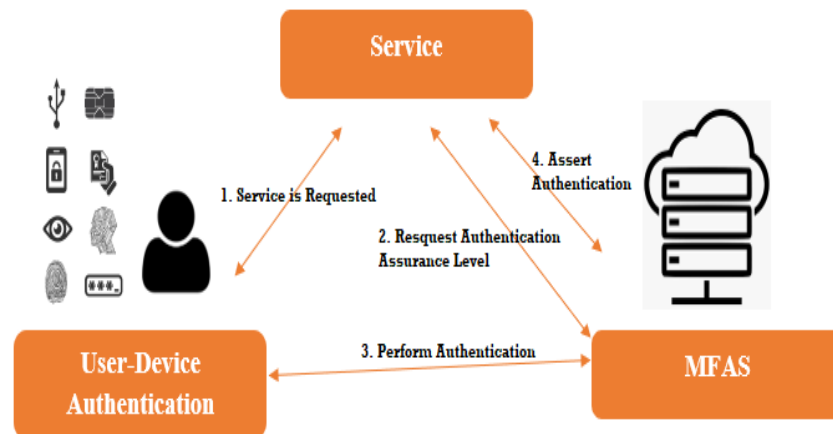 Service
1. Service is Requested
4. Assert
Authentication
2. Resquest Authentication
Assurance Level
3. Perform Authentication
User-Device
Authentication
MFAS
***_